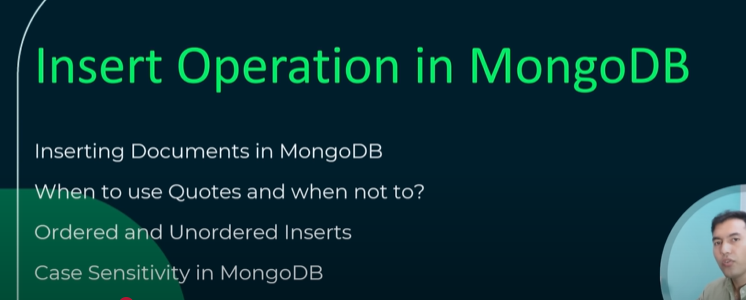 Insert Operation in MongoDB
Inserting Documents in MongoDB
When to use Quotes and when not to?
Ordered and Unordered Inserts
Case Sensitivity in MongoDB